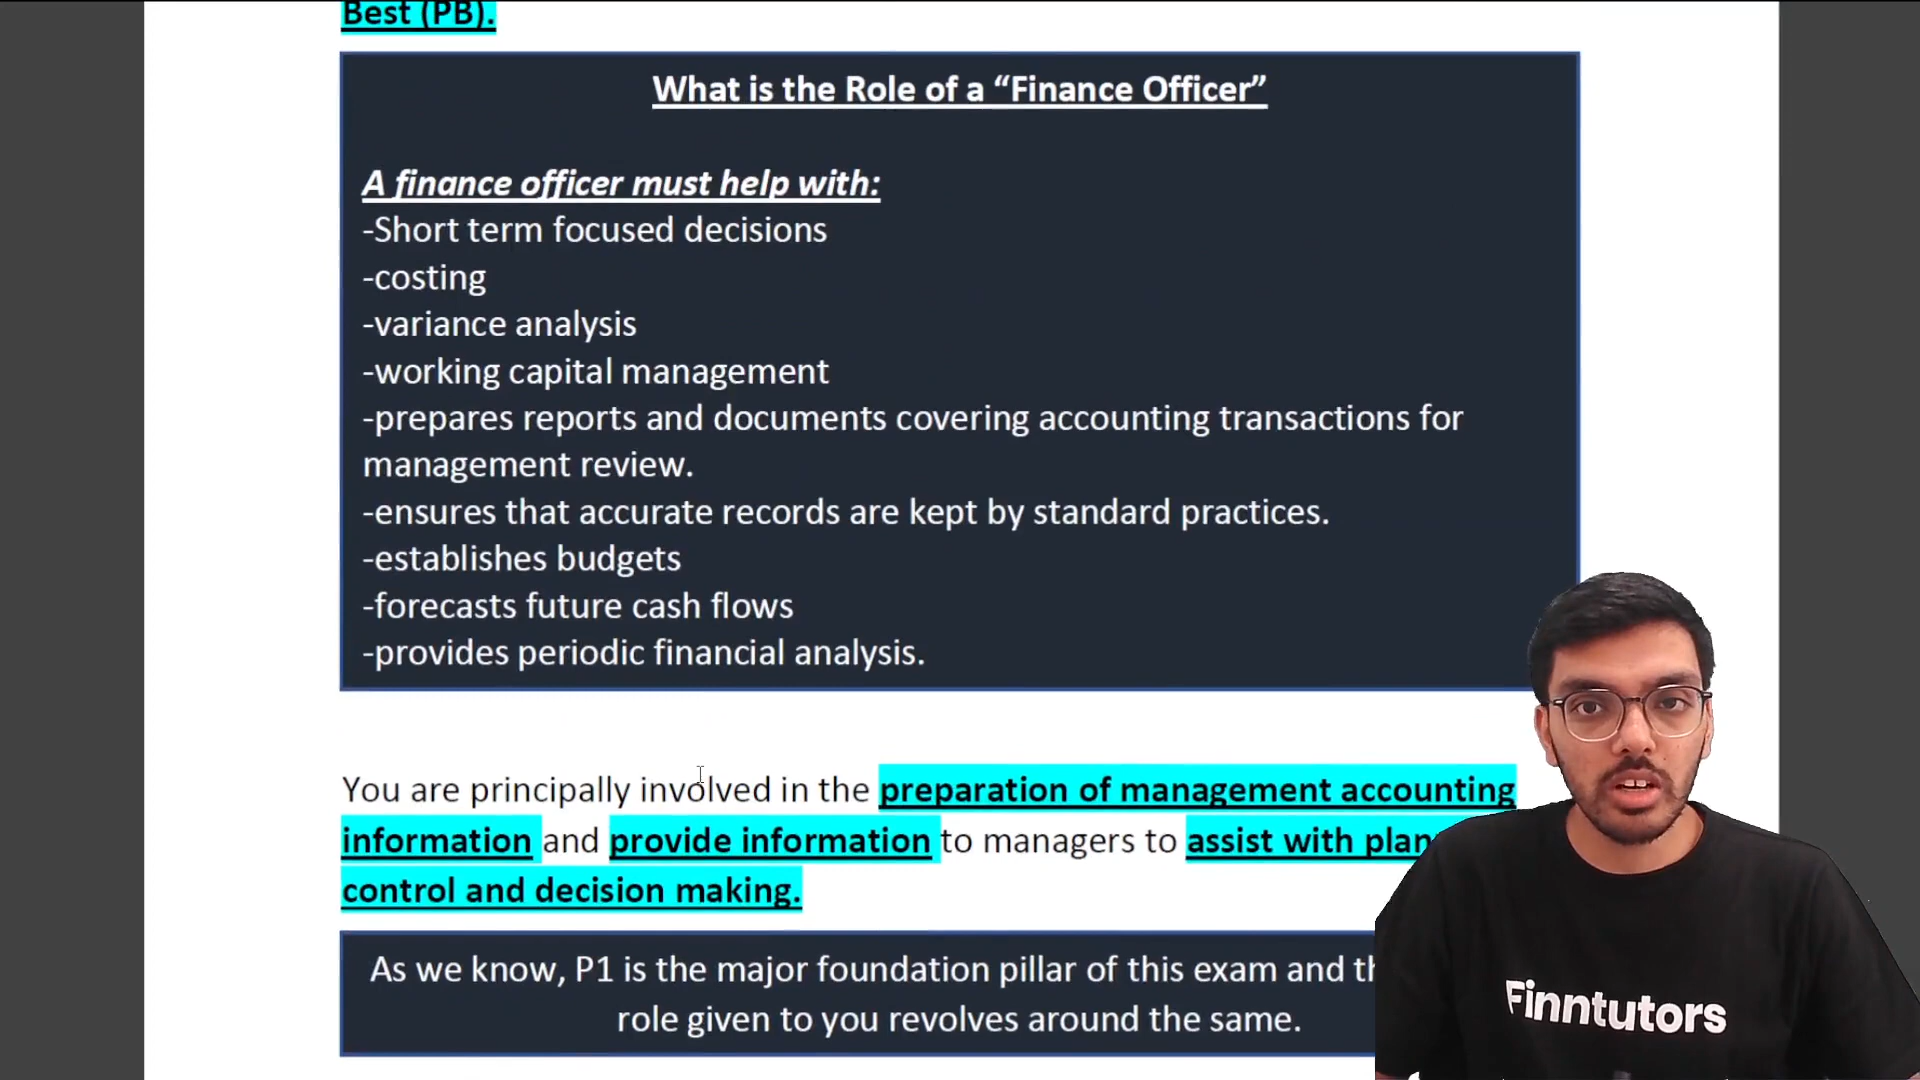 Best (PB).
What is the Role of a “Finance Officer”
A finance officer must help with:
-Short term focused decisions
-costing
-variance analysis
-working capital management
-prepares reports and documents covering accounting transactions for
management review.
-ensures that accurate records are kept by standard practices.
-establishes budgets
-forecasts future cash flows
-provides periodic financial analysis.
You are principally involved in the preparation of management accounting
information and provide information to managers to assist with
control and decision making.
As we know, P1 is the major foundation pillar of this exam and
role given to you revolves around the same.
Finntutors